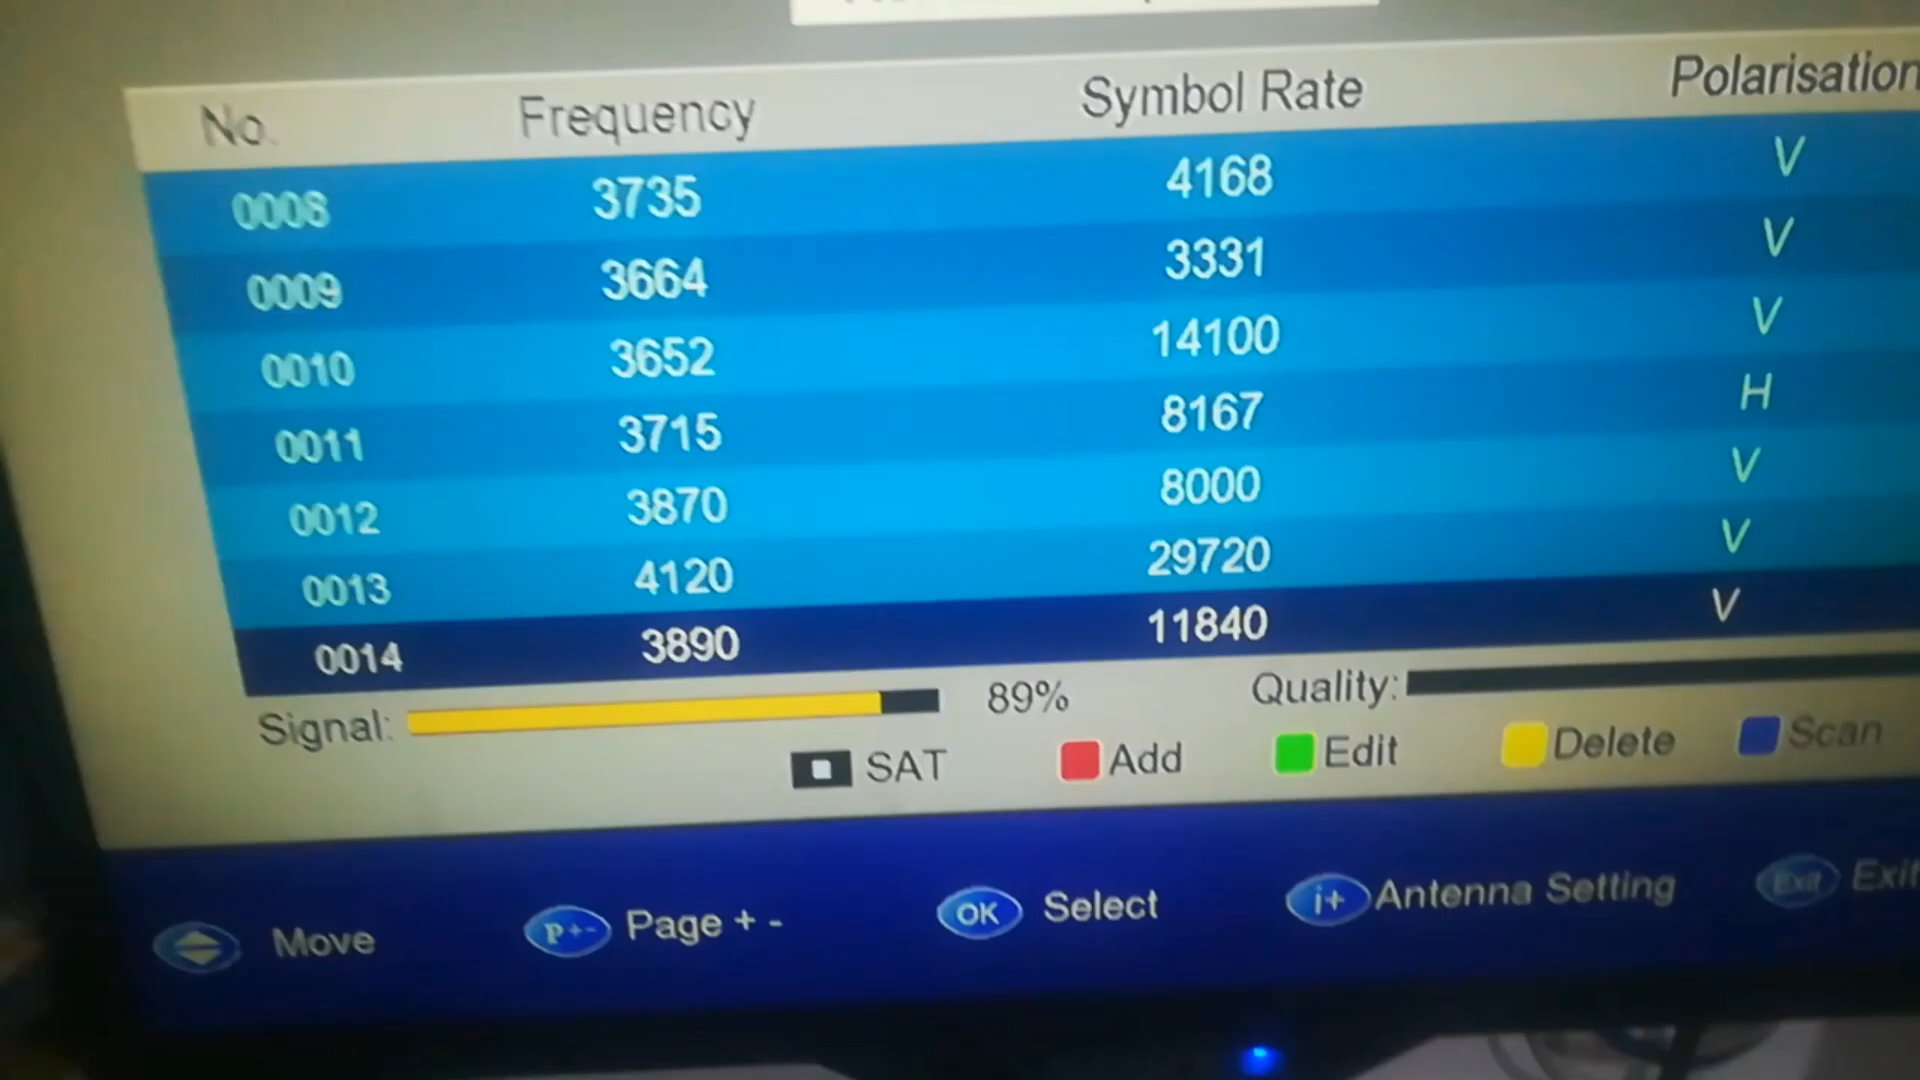 No. Frequency Symbol Rate Polarisation
0008 3735 4168 V
0009 3664 3331 V
0010 3652 14100 V
0011 3715 8167 H
0012 3870 8000 V
0013 4120 29720 V
0014 3890 11840 V
Signal: 89% Quality:
SAT Add Edit Delete Scan
Move P+- Page + - OK Select i+ Antenna Setting Exit Exit